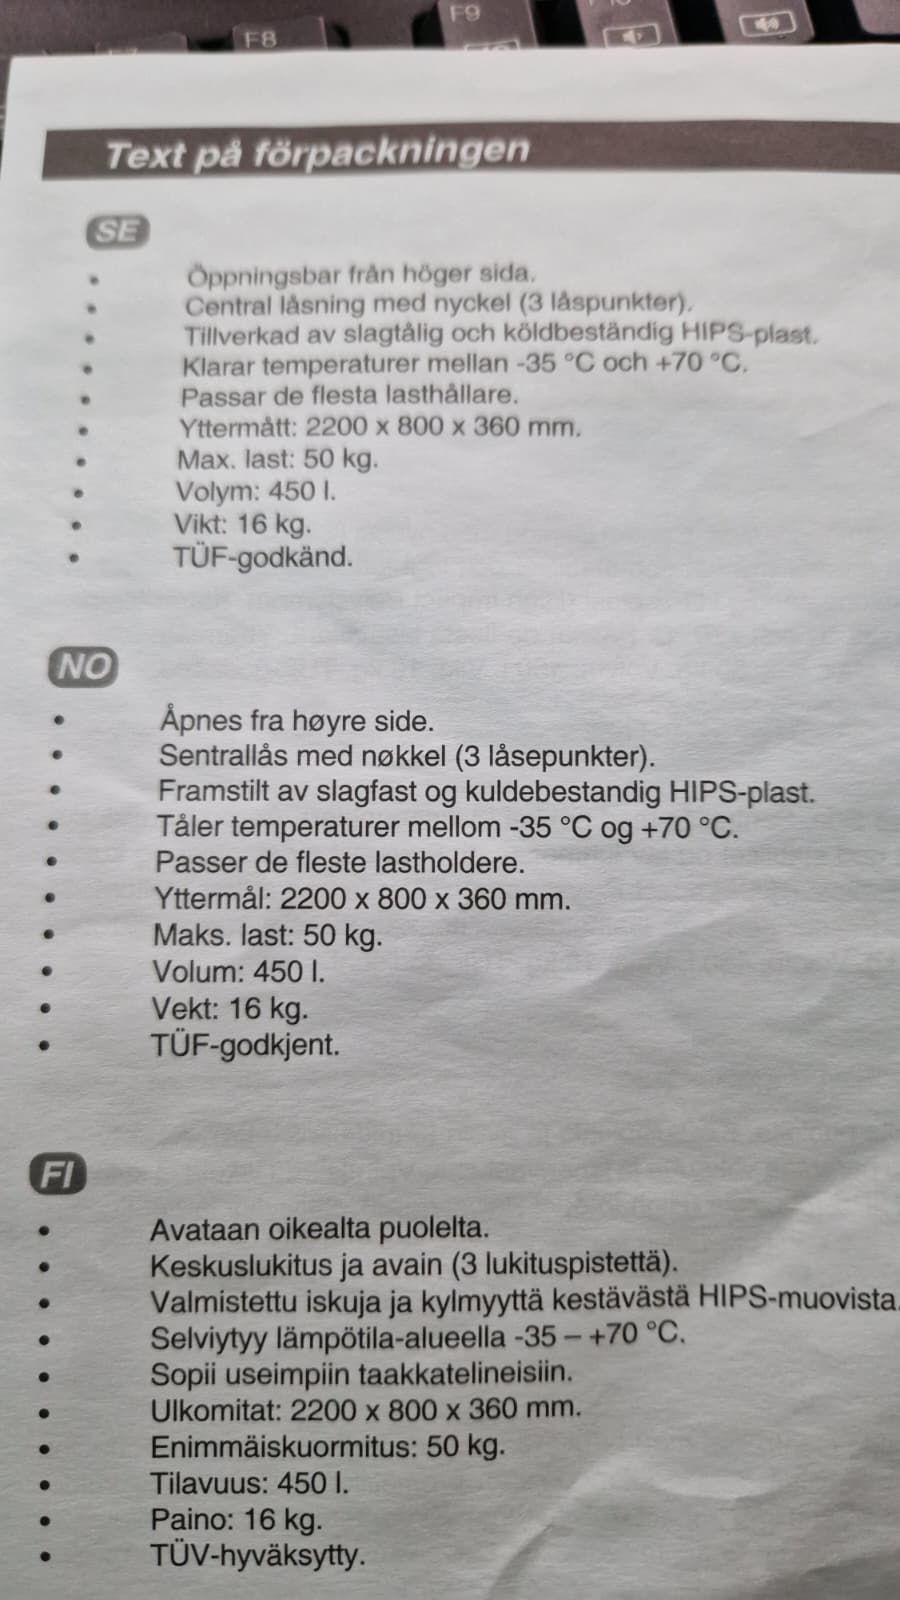 F8
F9
Text på förpackningen
SE
• Öppningsbar från höger sida.
• Central låsning med nyckel (3 låspunkter).
• Tillverkad av slagtålig och köldbeständig HIPS-plast.
• Klarar temperaturer mellan -35 °C och +70 °C.
• Passar de flesta lasthållare.
• Yttermått: 2200 x 800 x 360 mm.
• Max. last: 50 kg.
• Volym: 450 l.
• Vikt: 16 kg.
• TÜF-godkänd.
NO
• Åpnes fra høyre side.
• Sentrallås med nøkkel (3 låsepunkter).
• Framstilt av slagfast og kuldebestandig HIPS-plast.
• Tåler temperaturer mellom -35 °C og +70 °C.
• Passer de fleste lastholdere.
• Yttermål: 2200 x 800 x 360 mm.
• Maks. last: 50 kg.
• Volum: 450 l.
• Vekt: 16 kg.
• TÜF-godkjent.
FI
• Avataan oikealta puolelta.
• Keskuslukitus ja avain (3 lukituspistettä).
• Valmistettu iskuja ja kylmyyttä kestävästä HIPS-muovista.
• Selviytyy lämpötila-alueella -35 – +70 °C.
• Sopii useimpiin taakkatelineisiin.
• Ulkomitat: 2200 x 800 x 360 mm.
• Enimmäiskuormitus: 50 kg.
• Tilavuus: 450 l.
• Paino: 16 kg.
• TÜV-hyväksytty.